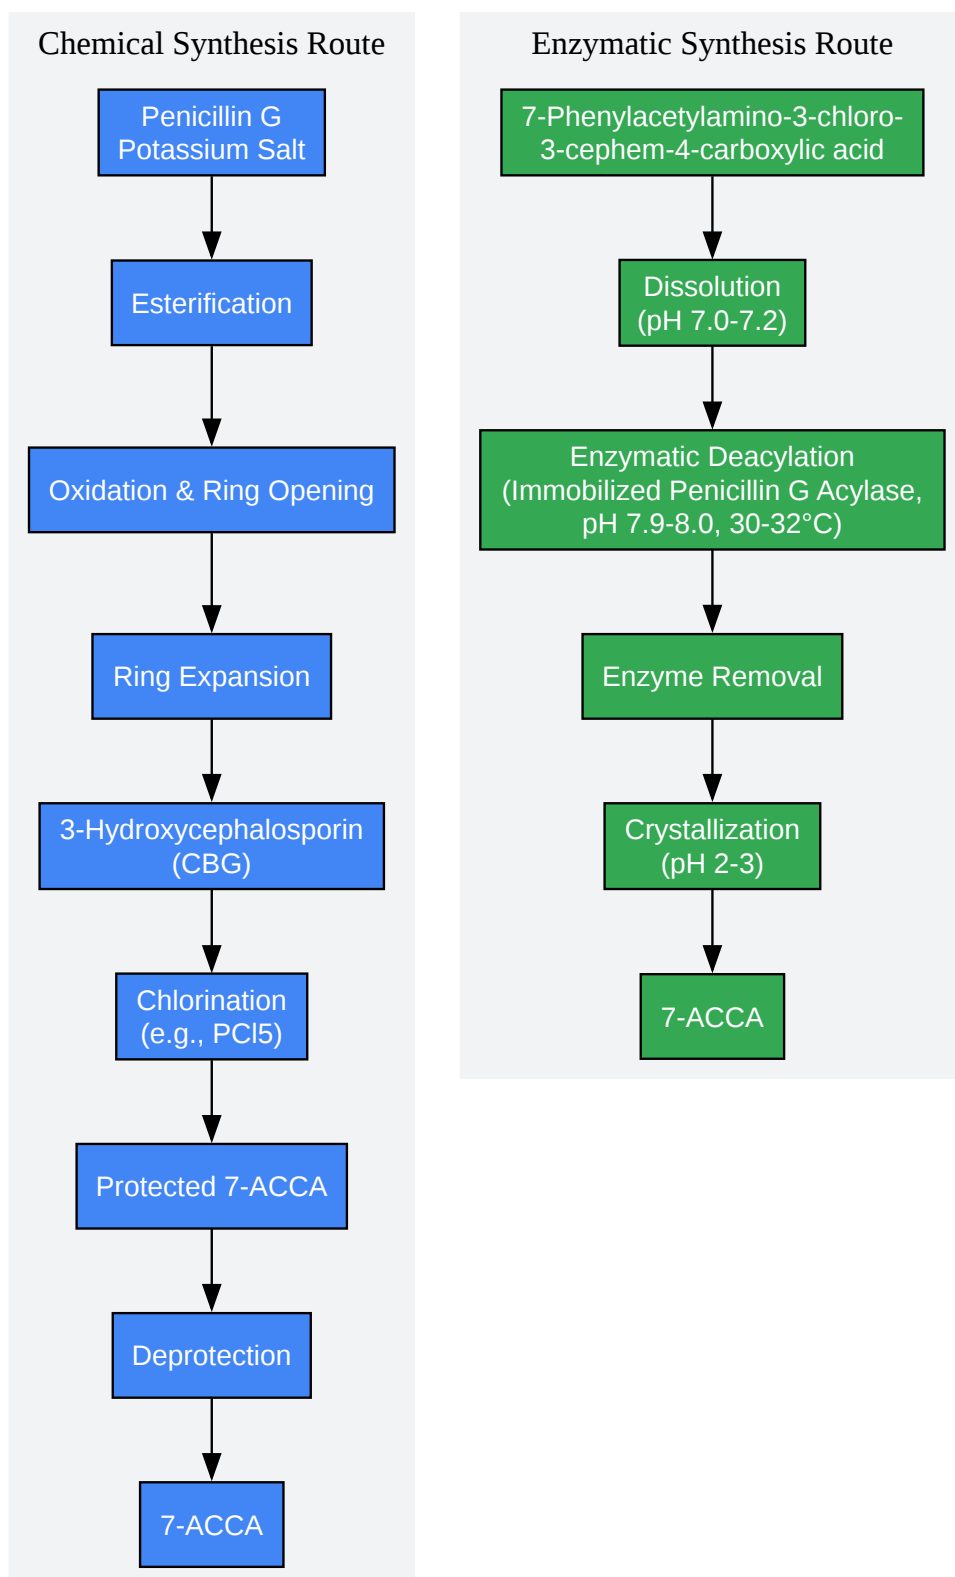 Chemical Synthesis Route
Penicillin G
Potassium Salt
Esterification
Oxidation & Ring Opening
Ring Expansion
3-Hydroxycephalosporin
(CBG)
Chlorination
(e.g., PCl5)
Protected 7-ACCA
Deprotection
7-ACCA
Enzymatic Synthesis Route
7-Phenylacetylamino-3-chloro-
3-cephem-4-carboxylic acid
Dissolution
(pH 7.0-7.2)
Enzymatic Deacylation
(Immobilized Penicillin G Acylase,
pH 7.9-8.0, 30-32°C)
Enzyme Removal
Crystallization
(pH 2-3)
7-ACCA